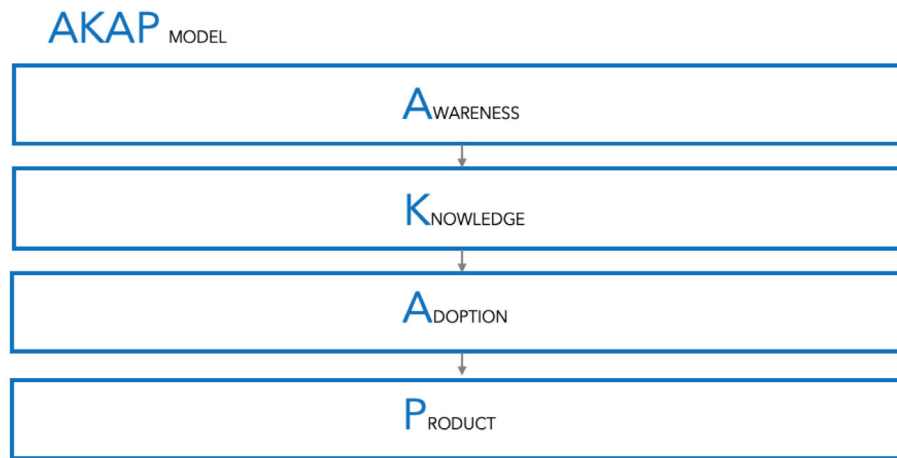 AKAP MODEL
AWARENESS
KNOWLEDGE
ADOPTION
PRODUCT